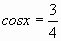 cosx = 3/4